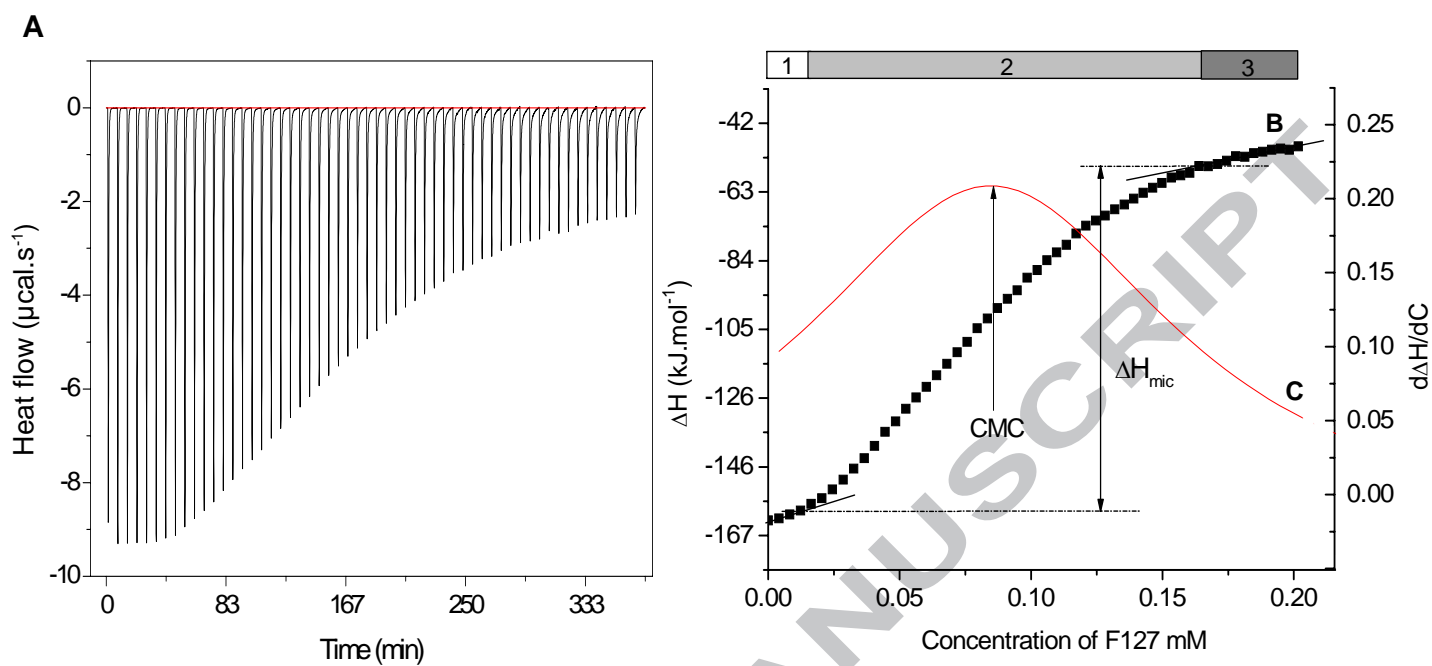 A
0
-2
-4
-6
-8
-10
Heat flow (µcal.s⁻¹)
0 83 167 250 333
Time (min)
1 2 3
-42
-63
-84
-105
-126
-146
-167
ΔH (kJ.mol⁻¹)
B
C
CMC
ΔHmic
0.25
0.20
0.15
0.10
0.05
0.00
dΔH/dC
0.00 0.05 0.10 0.15 0.20
Concentration of F127 mM
ANUSCRIPT